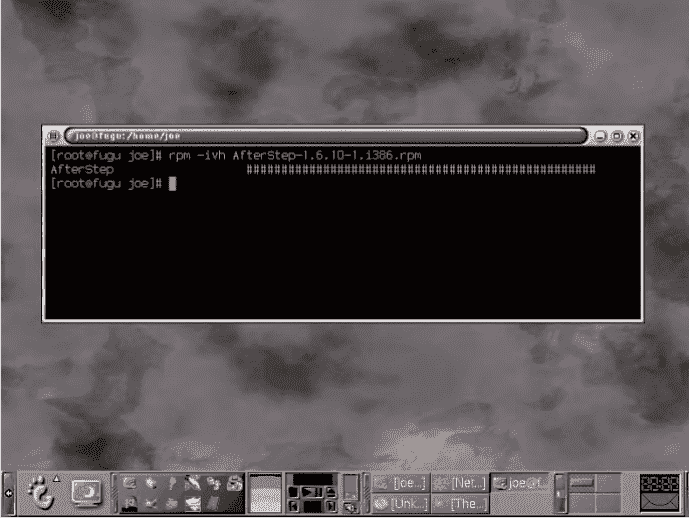 joe@fugu:/home/joe
[root@fugu joe]# rpm -ivh AfterStep-1.6.10-1.i386.rpm
AfterStep ##################################################
[root@fugu joe]#
[joe...] [Net... joe@f...
[Unk... [The...